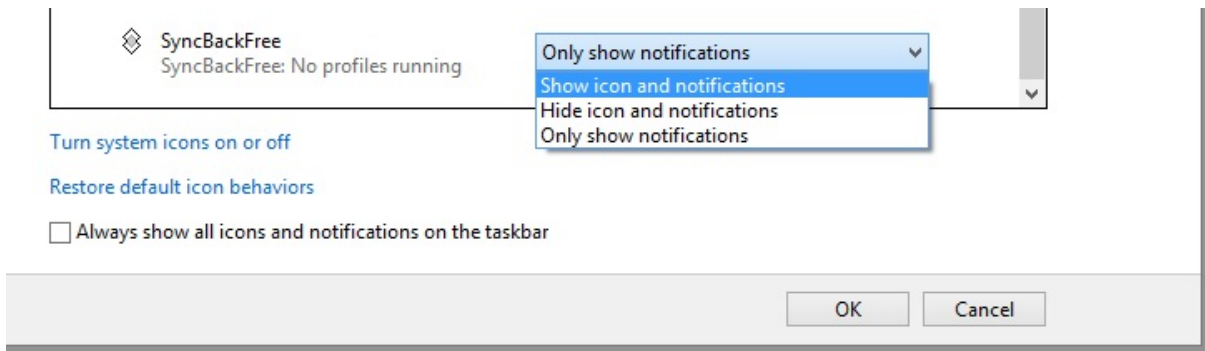 SyncBackFree
SyncBackFree: No profiles running
Only show notifications
Show icon and notifications
Hide icon and notifications
Only show notifications
Turn system icons on or off
Restore default icon behaviors
Always show all icons and notifications on the taskbar
OK
Cancel